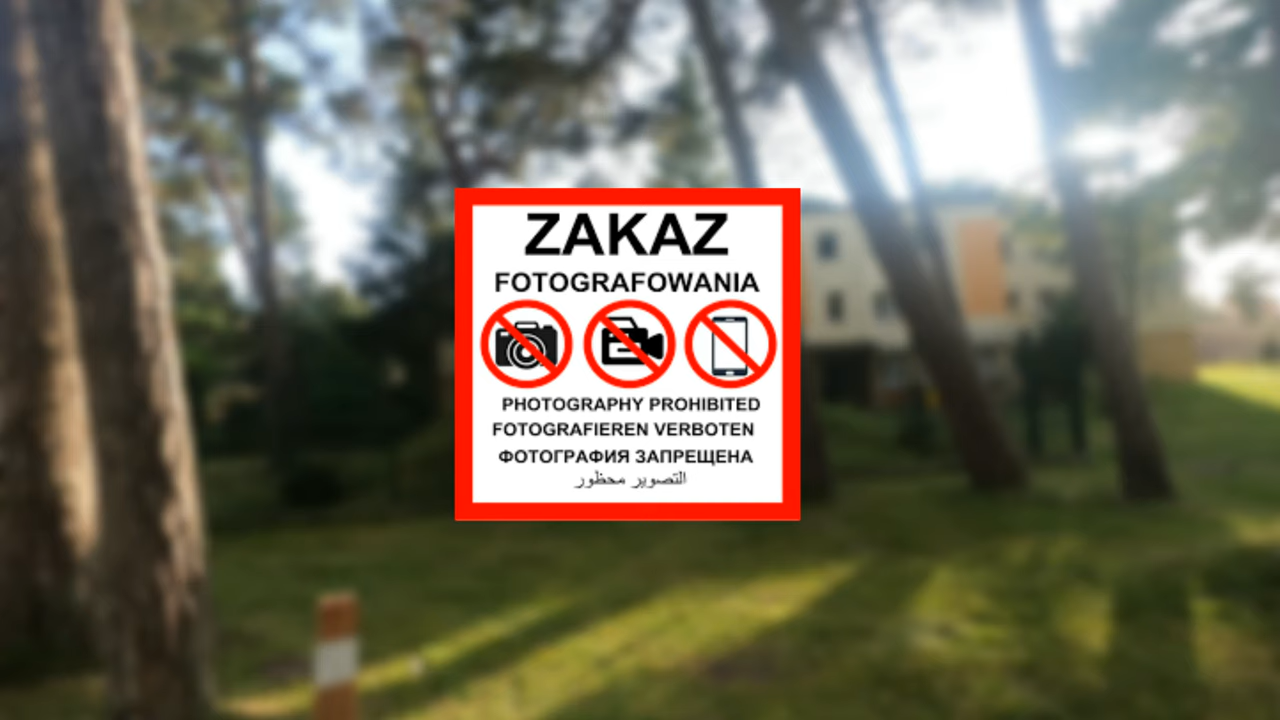 ZAKAZ
FOTOGRAFOWANIA
PHOTOGRAPHY PROHIBITED
FOTOGRAFIEREN VERBOTEN
ФОТОГРАФИЯ ЗАПРЕЩЕНА
التصوير محظور